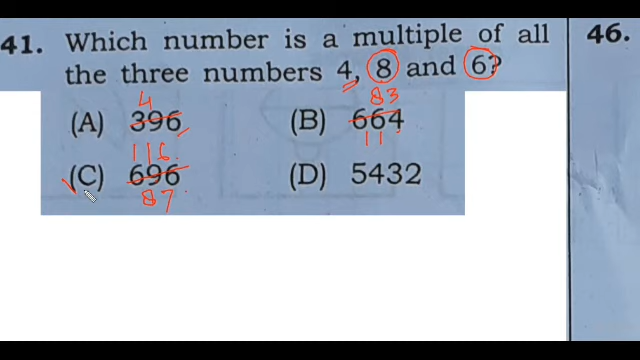 41. Which number is a multiple of all 46.
the three numbers 4, 8 and 6?
4 83
(A) 396 (B) 664
116 11
(C) 696 (D) 5432
87